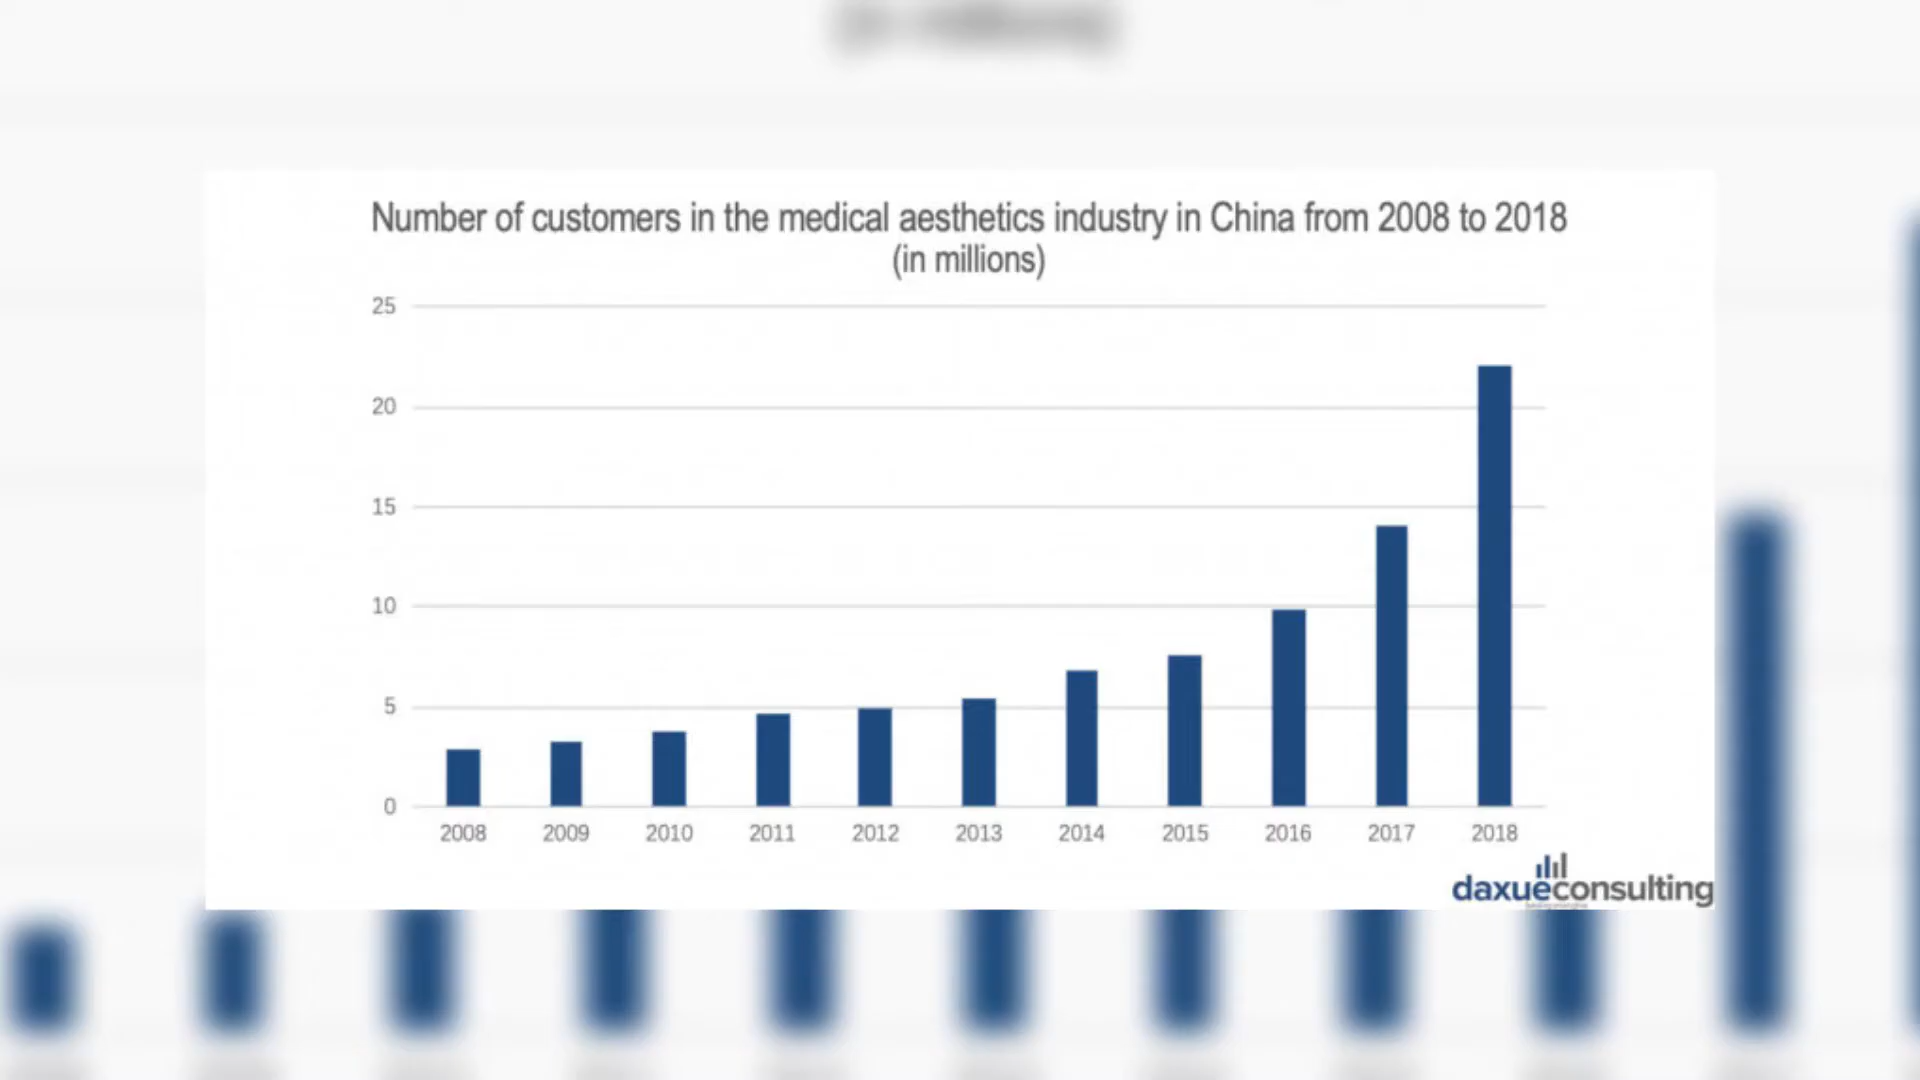 Number of customers in the medical aesthetics industry in China from 2008 to 2018
(in millions)
25
20
15
10
5
0
2008 2009 2010 2011 2012 2013 2014 2015 2016 2017 2018
daxueconsulting